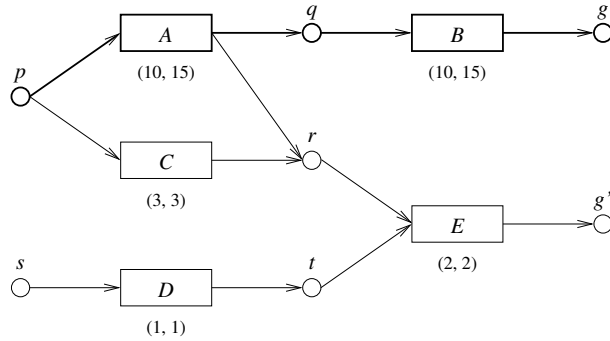 A q B g
(10, 15) (10, 15)
p
C r
(3, 3)
E g'
(2, 2)
s D t
(1, 1)